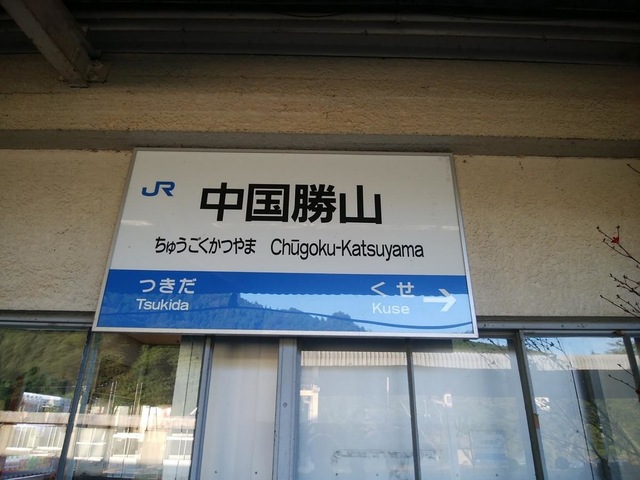 JR 中国勝山
ちゅうごくかつやま Chūgoku-Katsuyama
つきだ くせ
Tsukida Kuse →